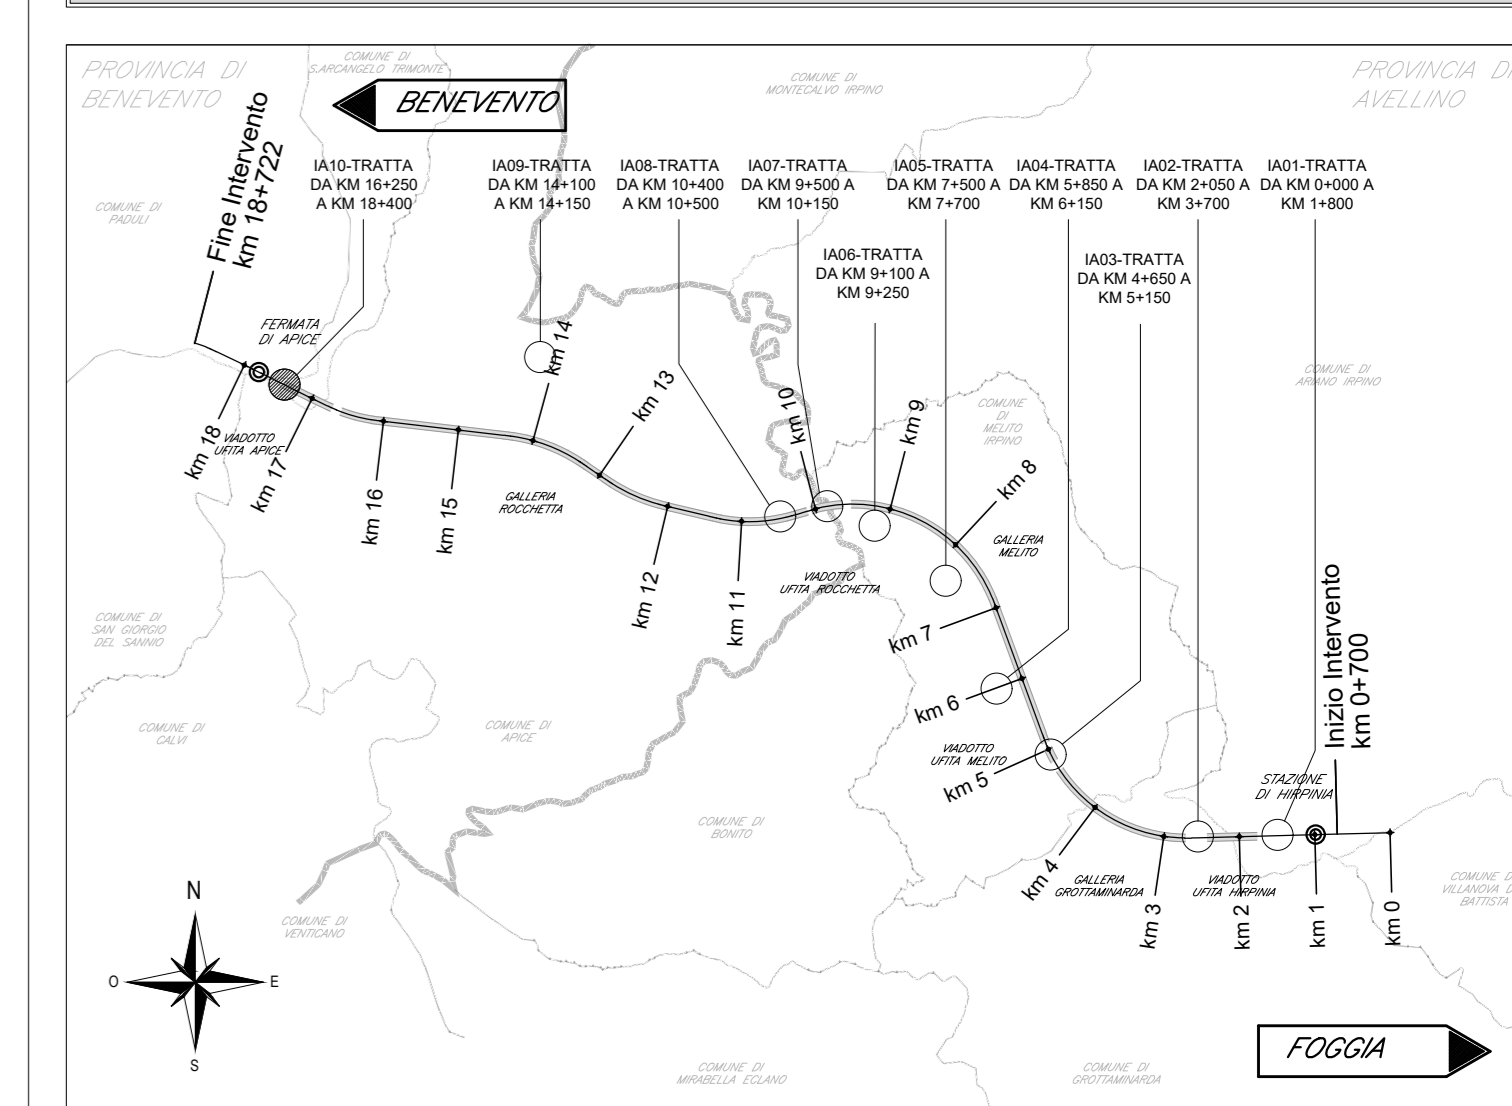 PROVINCIA DI
BENEVENTO
COMUNE DI
S.ARCANGELO TRIMONTE
BENEVENTO
COMUNE DI
MONTECALVO IRPINO
PROVINCIA DI
AVELLINO
Fine Intervento
km 18+722
IA10-TRATTA
DA KM 16+250
A KM 18+400
IA09-TRATTA
DA KM 14+100
A KM 14+150
IA08-TRATTA
DA KM 10+400
A KM 10+500
IA07-TRATTA
DA KM 9+500 A
KM 10+150
IA05-TRATTA
DA KM 7+500 A
KM 7+700
IA04-TRATTA
DA KM 5+850 A
KM 6+150
IA02-TRATTA
DA KM 2+050 A
KM 3+700
IA01-TRATTA
DA KM 0+000 A
KM 1+800
COMUNE DI
PADULI
IA06-TRATTA
DA KM 9+100 A
KM 9+250
IA03-TRATTA
DA KM 4+650 A
KM 5+150
FERMATA
DI APICE
km 14
km 13
km 10
km 9
COMUNE
DI
MELITO
IRPINO
COMUNE DI
ARIANO IRPINO
km 18
VIADOTTO
UFITA APICE
km 17
km 16
km 15
GALLERIA
ROCCHETTA
km 8
GALLERIA
MELITO
km 12
km 11
VIADOTTO
UFITA ROCCHETTA
COMUNE DI
SAN GIORGIO
DEL SANNIO
km 7
Inizio Intervento
km 0+700
km 6
COMUNE DI
CALVI
COMUNE DI
APICE
VIADOTTO
UFITA MELITO
km 5
STAZIONE
DI HIRPINIA
COMUNE DI
BONITO
km 4
GALLERIA
GROTTAMINARDA
km 3
VIADOTTO
UFITA HIRPINIA
km 2
km 1
km 0
COMUNE D
VILLANOVA D
BATTISTA
COMUNE DI
VENTICANO
N
O
E
S
FOGGIA
COMUNE DI
MIRABELLA ECLANO
COMUNE DI
GROTTAMINARDA